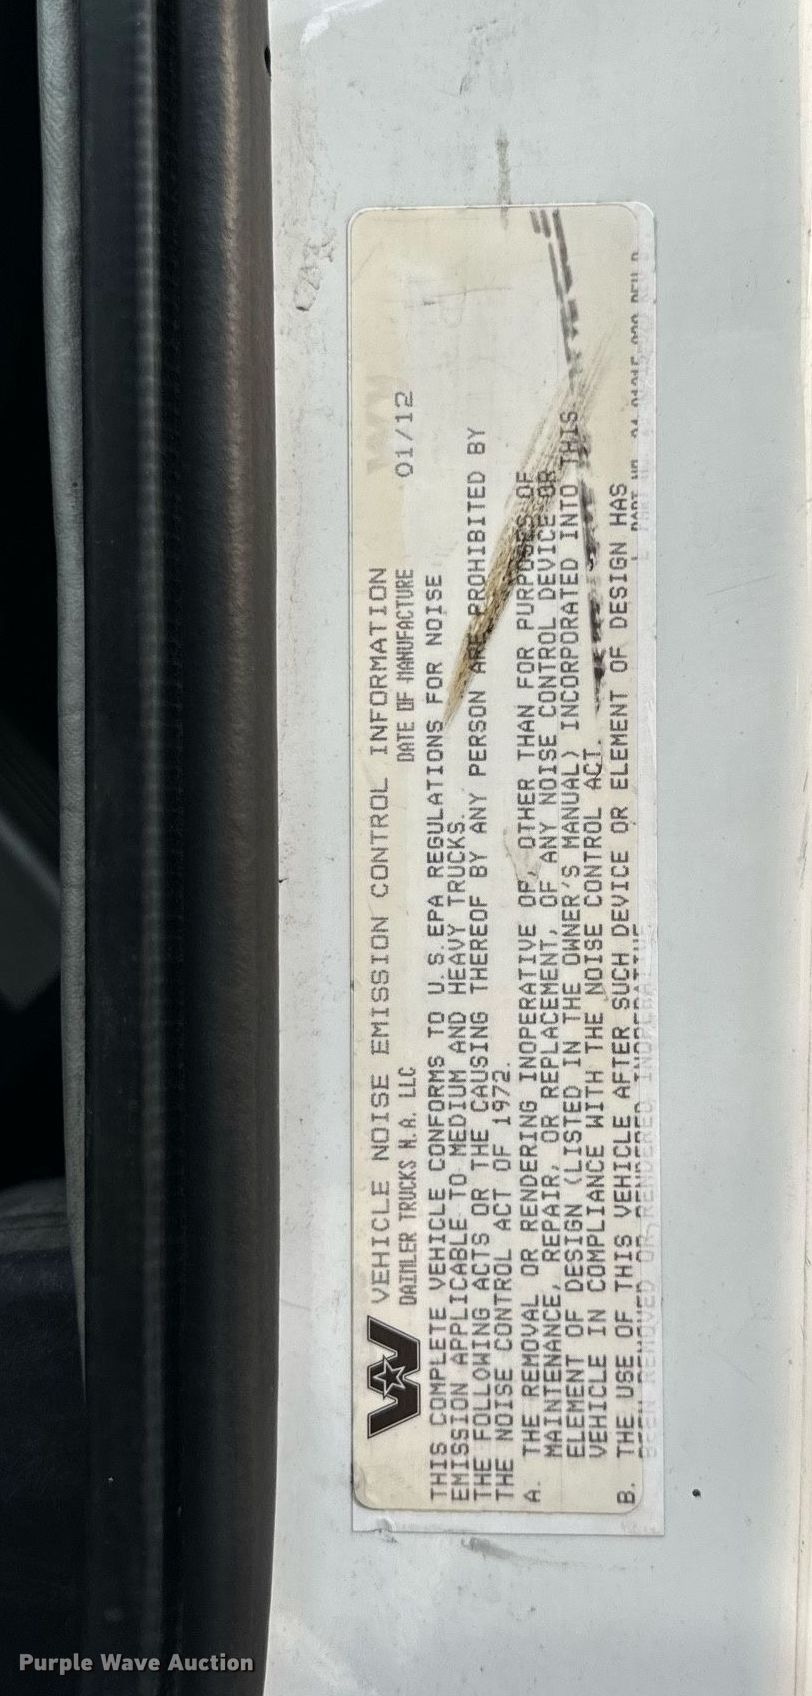 VEHICLE NOISE EMISSION CONTROL INFORMATION
DAIMLER TRUCKS N.A. LLC DATE OF MANUFACTURE 01/12
THIS COMPLETE VEHICLE CONFORMS TO U.S.EPA REGULATIONS FOR NOISE
EMISSION APPLICABLE TO MEDIUM AND HEAVY TRUCKS.
THE FOLLOWING ACTS OR THE CAUSING THEREOF BY ANY PERSON ARE PROHIBITED BY
THE NOISE CONTROL ACT OF 1972.
A. THE REMOVAL OR RENDERING INOPERATIVE OF, OTHER THAN FOR PURPOSES OF
MAINTENANCE, REPAIR, OR REPLACEMENT, OF ANY NOISE CONTROL DEVICE OR
ELEMENT OF DESIGN (LISTED IN THE OWNER'S MANUAL) INCORPORATED INTO THIS
VEHICLE IN COMPLIANCE WITH THE NOISE CONTROL ACT.
B. THE USE OF THIS VEHICLE AFTER SUCH DEVICE OR ELEMENT OF DESIGN HAS
BEEN REMOVED OR RENDERED INOPERATIVE
Purple Wave Auction